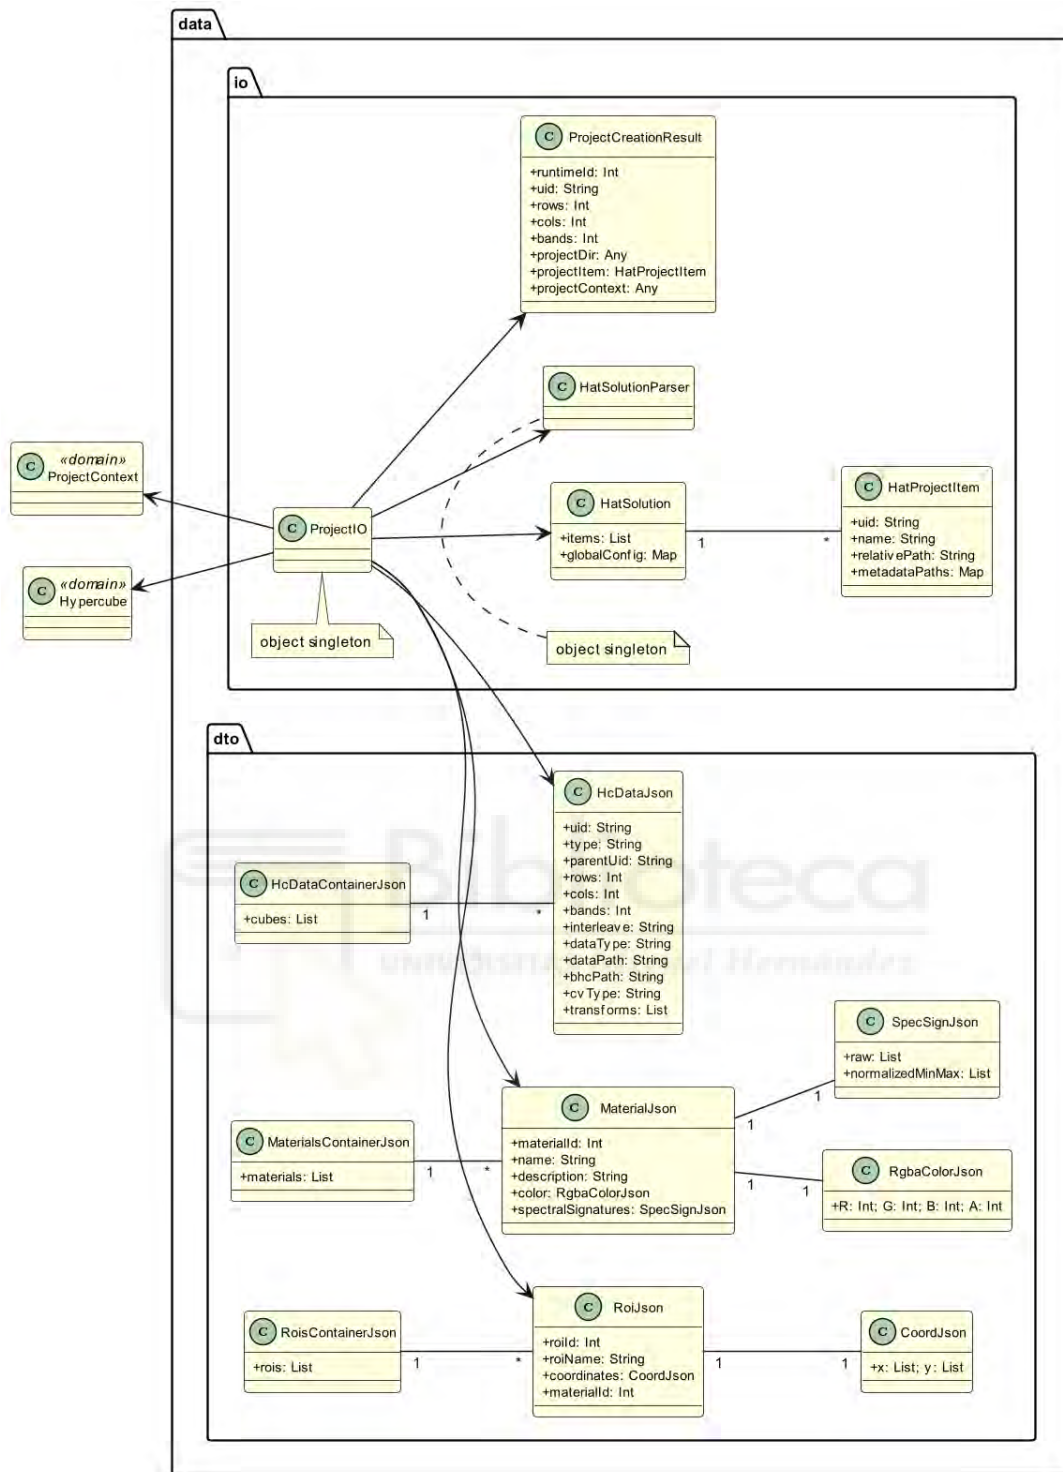 data
io
C ProjectCreationResult
+runtimeId: Int
+uid: String
+rows: Int
+cols: Int
+bands: Int
+projectDir: Any
+projectItem: HatProjectItem
+projectContext: Any
C HatSolutionParser
C «domain»
ProjectContext
C ProjectIO
C HatSolution
+items: List
+globalConfig: Map
1
*
C HatProjectItem
+uid: String
+name: String
+relativePath: String
+metadataPaths: Map
C «domain»
Hypercube
object singleton
object singleton
dto
C HcDataJson
+uid: String
+type: String
+parentUid: String
+rows: Int
+cols: Int
+bands: Int
+interleave: String
+dataType: String
+dataPath: String
+bhcPath: String
+cvType: String
+transforms: List
C HcDataContainerJson
+cubes: List
1
*
Biblioteca
C SpecSignJson
+raw: List
+normalizedMinMax: List
C MaterialJson
+materialId: Int
+name: String
+description: String
+color: RgbaColorJson
+spectralSignatures: SpecSignJson
1
1
1
1
C MaterialsContainerJson
+materials: List
1
*
C RgbaColorJson
+R: Int; G: Int; B: Int; A: Int
C RoiJson
+roiId: Int
+roiName: String
+coordinates: CoordJson
+materialId: Int
C RoisContainerJson
+rois: List
1
*
1
1
C CoordJson
+x: List; y: List